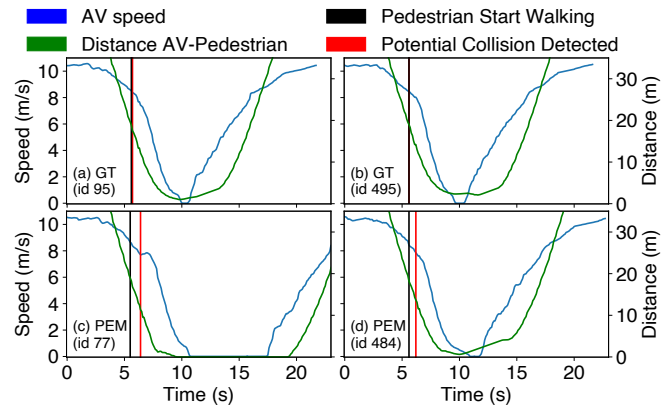 AV speed
Pedestrian Start Walking
Distance AV-Pedestrian
Potential Collision Detected
Speed (m/s)
10
8
6
4
2
0
(a) GT
(id 95)
(b) GT
(id 495)
30
20
10
0
Distance (m)
Speed (m/s)
10
8
6
4
2
0
(c) PEM
(id 77)
(d) PEM
(id 484)
30
20
10
0
Distance (m)
0 5 10 15 20
0 5 10 15 20
Time (s)
Time (s)